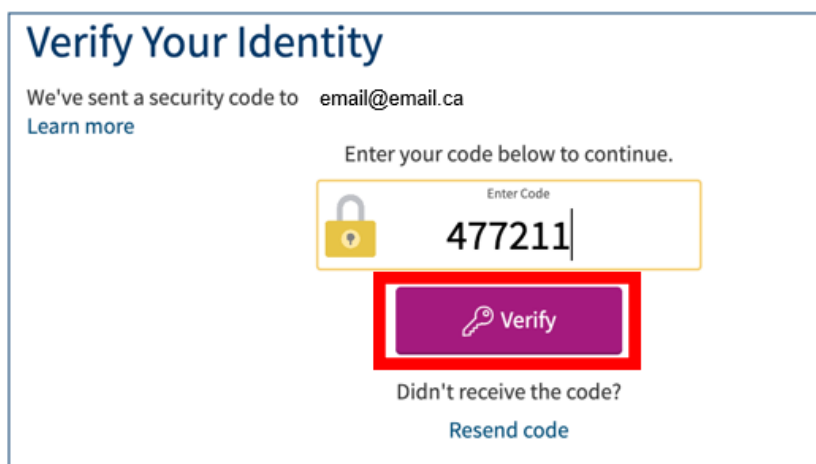 Verify Your Identity
We've sent a security code to email@email.ca
Learn more
Enter your code below to continue.
Enter Code
477211
Verify
Didn't receive the code?
Resend code